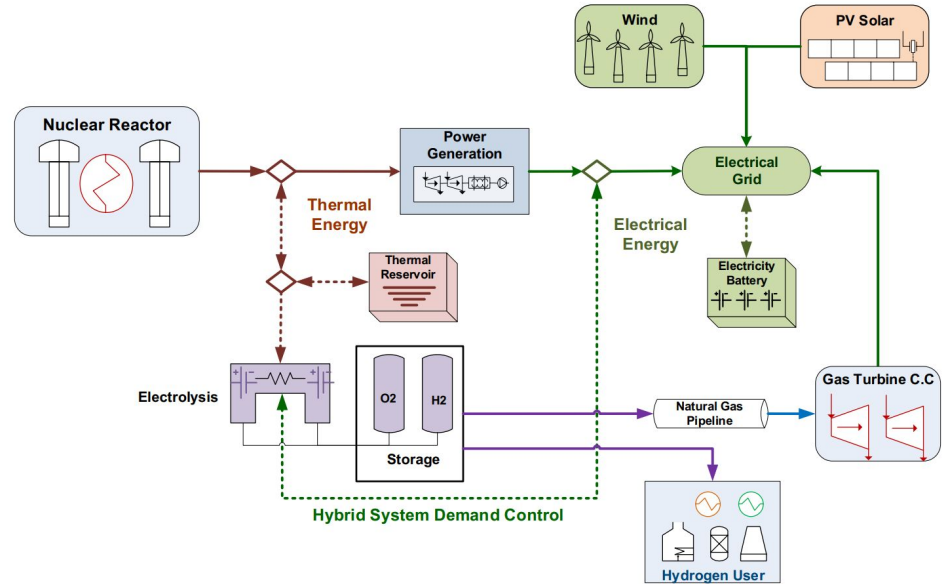 Wind
PV Solar
Nuclear Reactor
Power
Generation
Electrical
Grid
Thermal
Energy
Electrical
Energy
Thermal
Reservoir
Electricity
Battery
Gas Turbine C.C
Electrolysis
O2
H2
Natural Gas
Pipeline
Storage
Hybrid System Demand Control
Hydrogen User